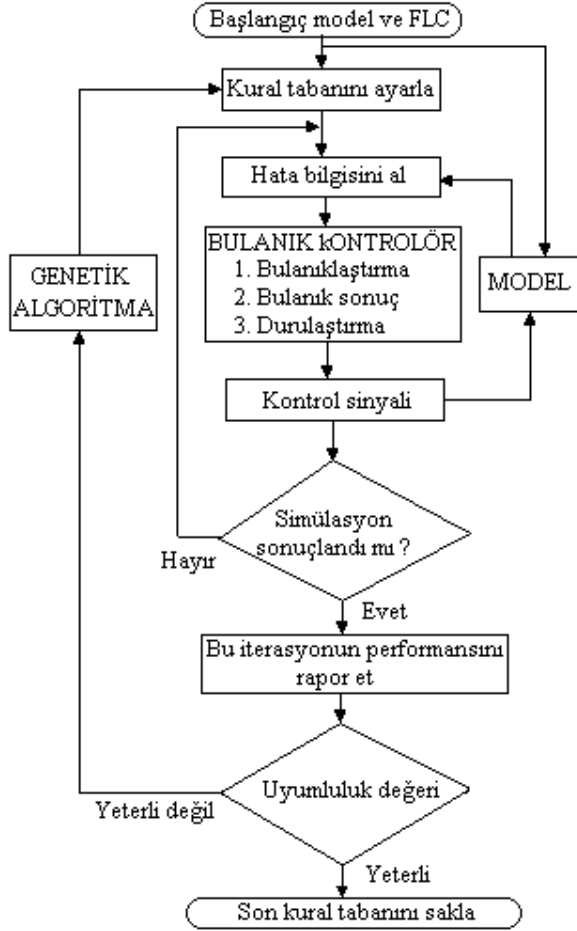 Başlangıç model ve FLC
Kural tabanını ayarla
Hata bilgisini al
BULANIK kONTROLÖR
1. Bulanıklaştırma
2. Bulanık sonuç
3. Durulaştırma
GENETİK
ALGORİTMA
MODEL
Kontrol sinyali
Simülasyon
sonuçlandı mı ?
Hayır
Evet
Bu iterasyonun performansını
rapor et
Uyumluluk değeri
Yeterli değil
Yeterli
Son kural tabanını sakla